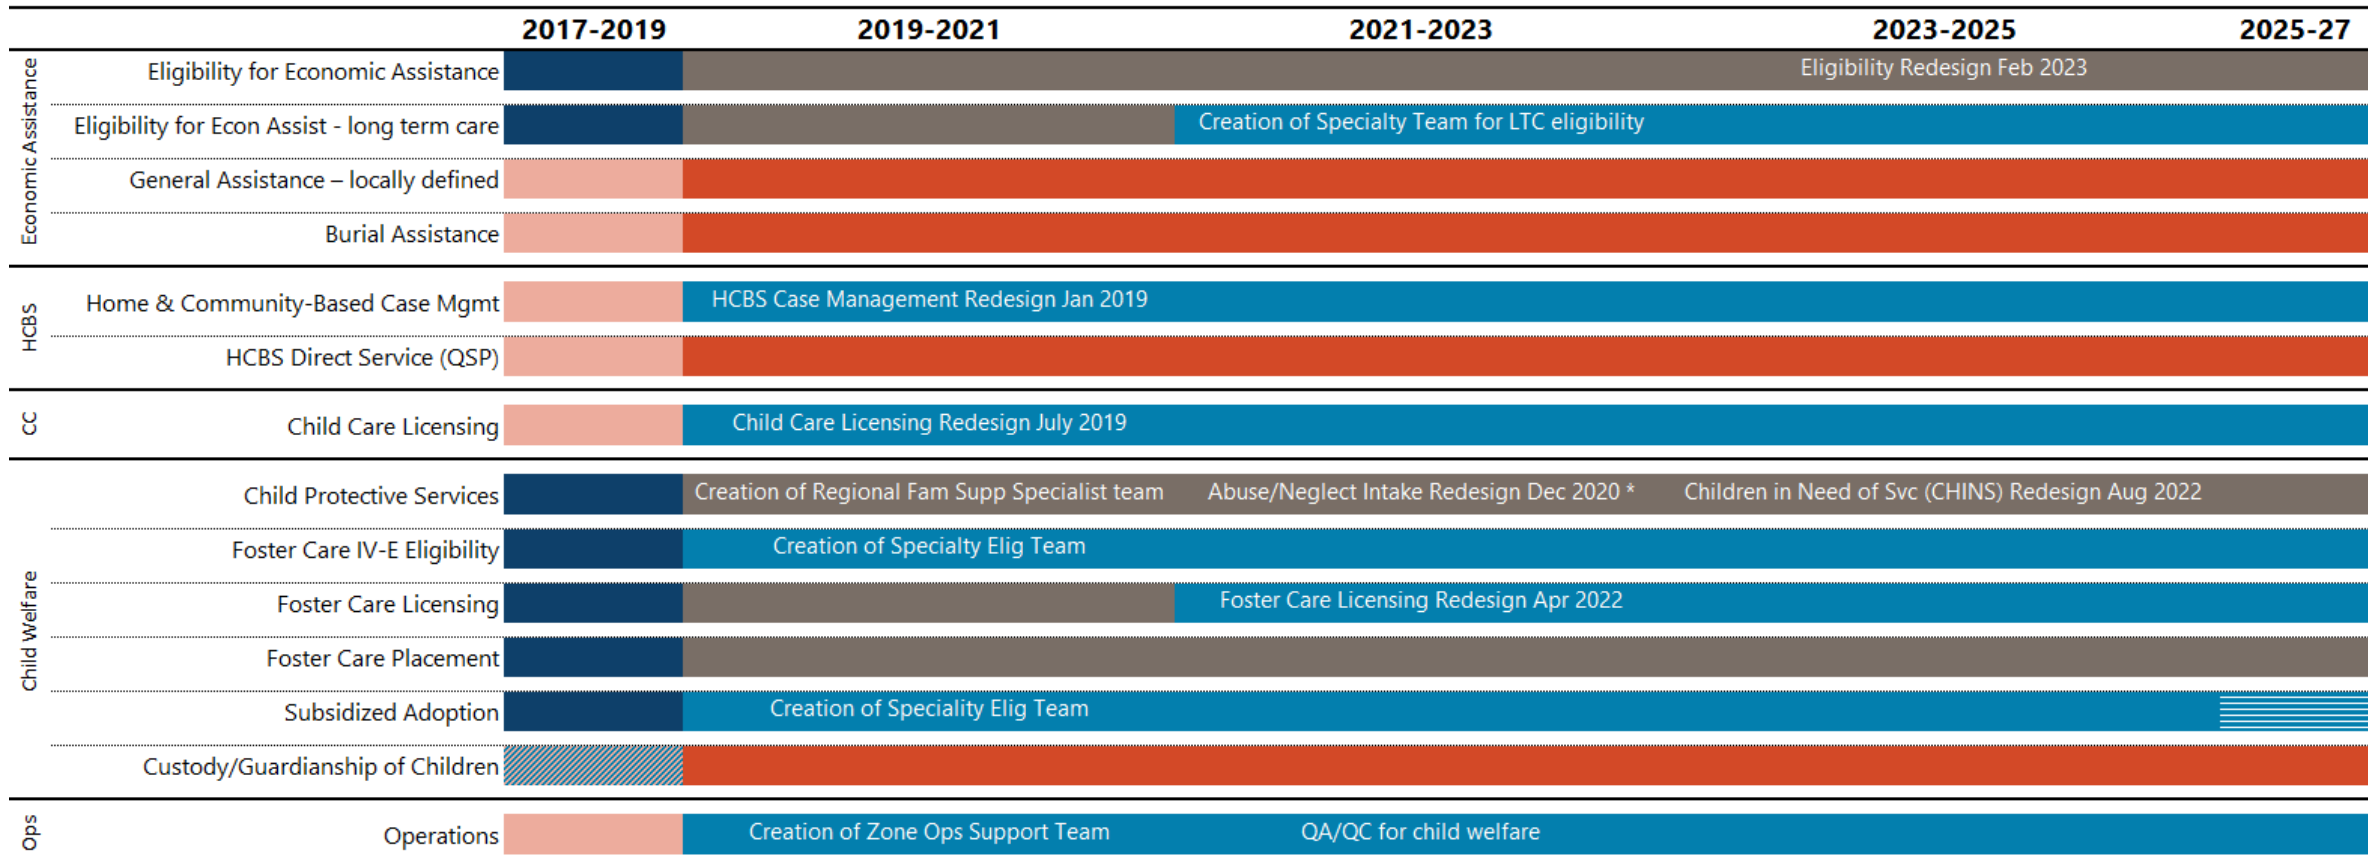 2017-2019 2019-2021 2021-2023 2023-2025 2025-27
Economic Assistance
Eligibility for Economic Assistance Eligibility Redesign Feb 2023
Eligibility for Econ Assist - long term care Creation of Specialty Team for LTC eligibility
General Assistance – locally defined
Burial Assistance
HCBS
Home & Community-Based Case Mgmt HCBS Case Management Redesign Jan 2019
HCBS Direct Service (QSP)
CC
Child Care Licensing Child Care Licensing Redesign July 2019
Child Welfare
Child Protective Services Creation of Regional Fam Supp Specialist team Abuse/Neglect Intake Redesign Dec 2020 * Children in Need of Svc (CHINS) Redesign Aug 2022
Foster Care IV-E Eligibility Creation of Specialty Elig Team
Foster Care Licensing Foster Care Licensing Redesign Apr 2022
Foster Care Placement
Subsidized Adoption Creation of Speciality Elig Team
Custody/Guardianship of Children
Ops
Operations Creation of Zone Ops Support Team QA/QC for child welfare